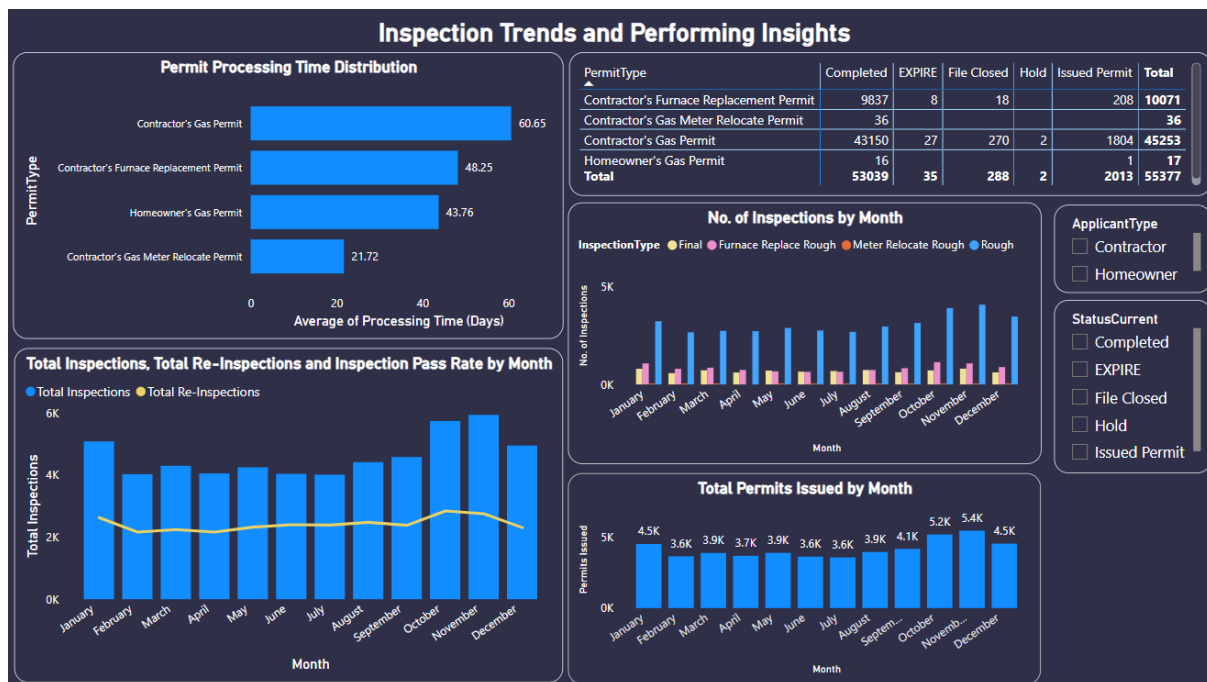 Inspection Trends and Performing Insights
Permit Processing Time Distribution
PermitType
Contractor's Gas Permit 60.65
Contractor's Furnace Replacement Permit 48.25
Homeowner's Gas Permit 43.76
Contractor's Gas Meter Relocate Permit 21.72
0 20 40 60
Average of Processing Time (Days)
PermitType Completed EXPIRE File Closed Hold Issued Permit Total
Contractor's Furnace Replacement Permit 9837 8 18 208 10071
Contractor's Gas Meter Relocate Permit 36 36
Contractor's Gas Permit 43150 27 270 2 1804 45253
Homeowner's Gas Permit 16 1 17
Total 53039 35 288 2 2013 55377
No. of Inspections by Month
InspectionType Final Furnace Replace Rough Meter Relocate Rough Rough
No. of Inspections
5K
0K
January February March April May June July August September October November December
Month
ApplicantType
Contractor
Homeowner
StatusCurrent
Completed
EXPIRE
File Closed
Hold
Issued Permit
Total Inspections, Total Re-Inspections and Inspection Pass Rate by Month
Total Inspections Total Re-Inspections
Total Inspections
6K
4K
2K
0K
January February March April May June July August September October November December
Month
Total Permits Issued by Month
Permits Issued
5K
0K
4.5K 3.6K 3.9K 3.7K 3.9K 3.6K 3.6K 3.9K 4.1K 5.2K 5.4K 4.5K
January February March April May June July August Septem... October Novemb... December
Month